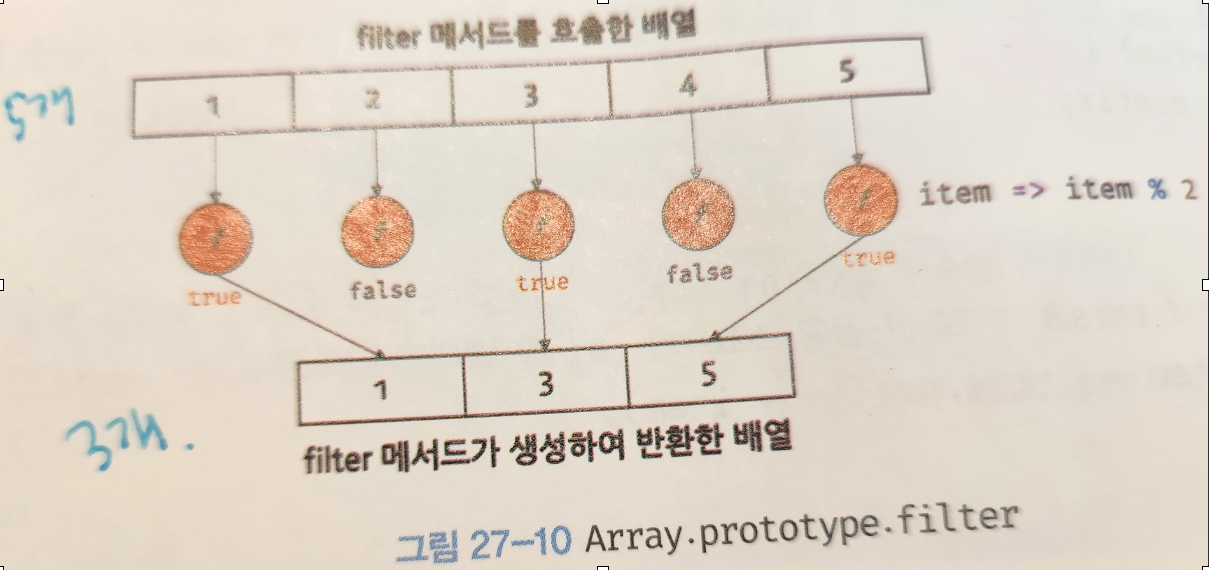 filter 메서드를 호출한 배열
5개
1 2 3 4 5
item => item % 2
true false true false true
1 3 5
3개.
filter 메서드가 생성하여 반환한 배열
그림 27-10 Array.prototype.filter